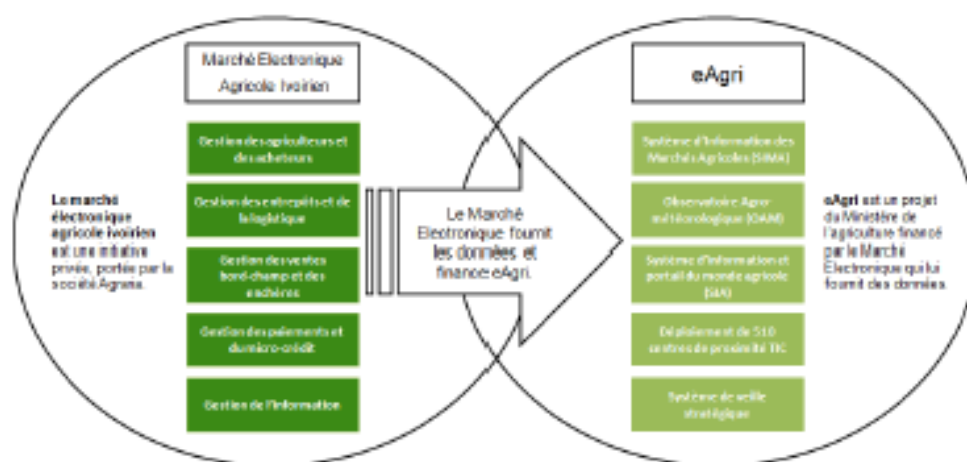 Marché Electronique
Agricole Ivoirien
Gestion des agriculteurs et
des acheteurs
Gestion des entrepôts et de
la logistique
Gestion des ventes
bord-champ et des
enchères
Gestion des paiements et
du micro-crédit
Gestion de l'Information
Le marché
électronique
agricole ivoirien
est une initiative
privée, portée par la
société
Le Marché
Electronique fournit
les données et
finance eAgri.
eAgri
Système d'Information des
Marchés Agricoles (SIMA)
Observatoire Agro-
météorologique (OAM)
Système d'Information et
portail du monde agricole
(SIA)
Déploiement de 510
centres de proximité TIC
Système de veille
stratégique
eAgri est un projet
du Ministère de
l'agriculture financé
par le Marché
Electronique qui lui
fournit des données.